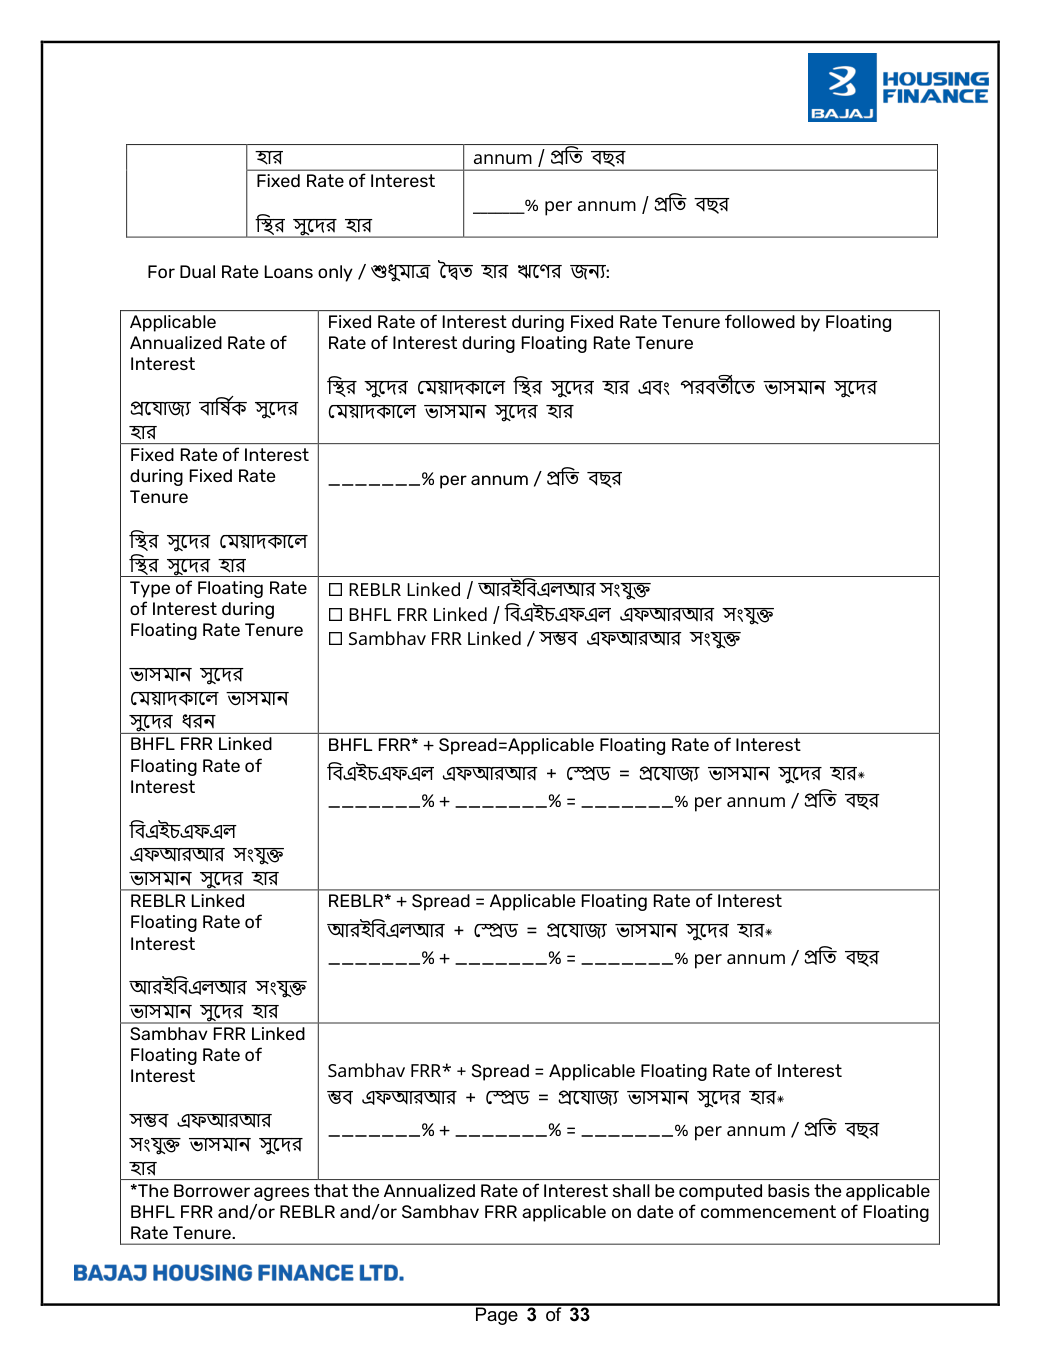 BAJAJ
HOUSING
FINANCE
হার
annum / প্রতি বছর
Fixed Rate of Interest
স্থির সুদের হার
_____% per annum / প্রতি বছর
For Dual Rate Loans only / শুধুমাত্র দ্বৈত হার ঋণের জন্য:
Applicable
Annualized Rate of
Interest
প্রযোজ্য বার্ষিক সুদের
হার
Fixed Rate of Interest during Fixed Rate Tenure followed by Floating
Rate of Interest during Floating Rate Tenure
স্থির সুদের মেয়াদকালে স্থির সুদের হার এবং পরবর্তীতে ভাসমান সুদের
মেয়াদকালে ভাসমান সুদের হার
Fixed Rate of Interest
during Fixed Rate
Tenure
স্থির সুদের মেয়াদকালে
স্থির সুদের হার
_______% per annum / প্রতি বছর
Type of Floating Rate
of Interest during
Floating Rate Tenure
ভাসমান সুদের
মেয়াদকালে ভাসমান
সুদের ধরন
☐ REBLR Linked / আরইবিএলআর সংযুক্ত
☐ BHFL FRR Linked / বিএইচএফএল এফআরআর সংযুক্ত
☐ Sambhav FRR Linked / সম্ভব এফআরআর সংযুক্ত
BHFL FRR Linked
Floating Rate of
Interest
বিএইচএফএল
এফআরআর সংযুক্ত
ভাসমান সুদের হার
BHFL FRR* + Spread=Applicable Floating Rate of Interest
বিএইচএফএল এফআরআর + স্প্রেড = প্রযোজ্য ভাসমান সুদের হার*
_______% + _______% = _______% per annum / প্রতি বছর
REBLR Linked
Floating Rate of
Interest
আরইবিএলআর সংযুক্ত
ভাসমান সুদের হার
REBLR* + Spread = Applicable Floating Rate of Interest
আরইবিএলআর + স্প্রেড = প্রযোজ্য ভাসমান সুদের হার*
_______% + _______% = _______% per annum / প্রতি বছর
Sambhav FRR Linked
Floating Rate of
Interest
সম্ভব এফআরআর
সংযুক্ত ভাসমান সুদের
হার
Sambhav FRR* + Spread = Applicable Floating Rate of Interest
ম্ভব এফআরআর + স্প্রেড = প্রযোজ্য ভাসমান সুদের হার*
_______% + _______% = _______% per annum / প্রতি বছর
*The Borrower agrees that the Annualized Rate of Interest shall be computed basis the applicable
BHFL FRR and/or REBLR and/or Sambhav FRR applicable on date of commencement of Floating
Rate Tenure.
BAJAJ HOUSING FINANCE LTD.
Page 3 of 33